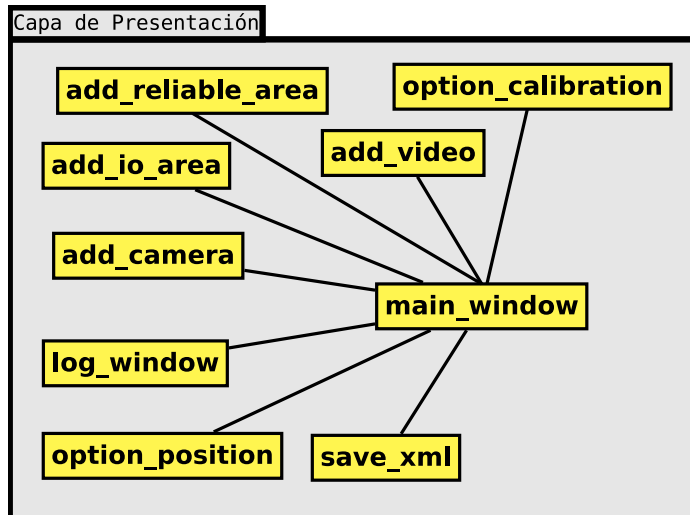 Capa de Presentación
add_reliable_area
option_calibration
add_video
add_io_area
add_camera
main_window
log_window
option_position
save_xml